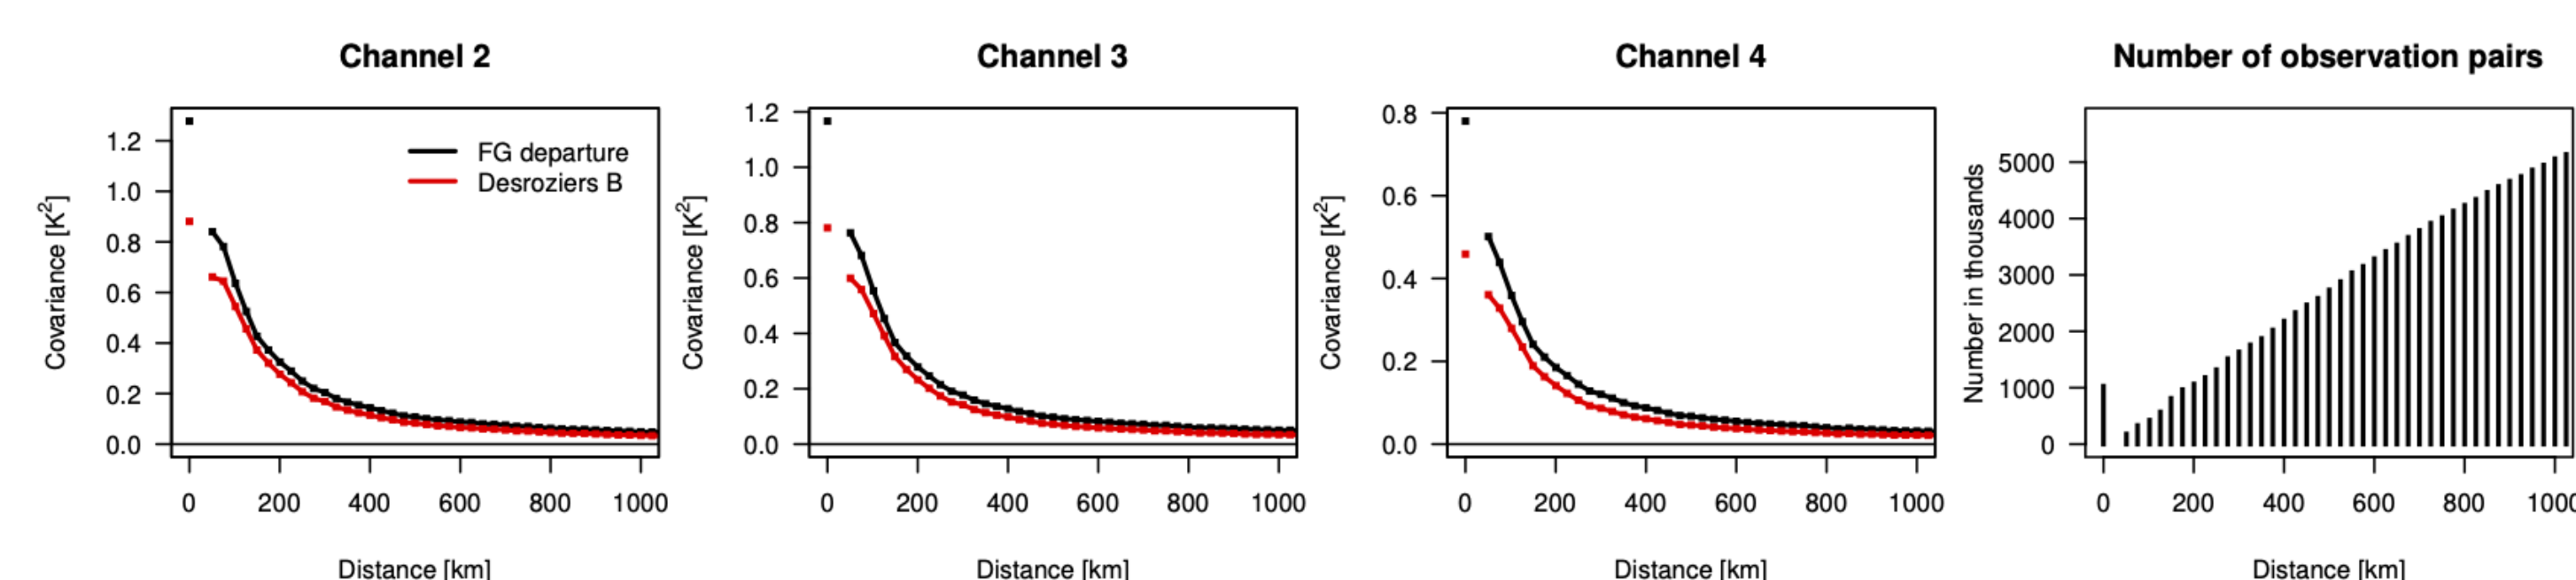 Channel 2
Channel 3
Channel 4
Number of observation pairs
Covariance [K2]
1.2
1.0
0.8
0.6
0.4
0.2
0.0
FG departure
Desroziers B
0 200 400 600 800 1000
Distance [km]
Covariance [K2]
1.2
1.0
0.8
0.6
0.4
0.2
0.0
0 200 400 600 800 1000
Distance [km]
Covariance [K2]
0.8
0.6
0.4
0.2
0.0
0 200 400 600 800 1000
Distance [km]
Number in thousands
5000
4000
3000
2000
1000
0
0 200 400 600 800 1000
Distance [km]